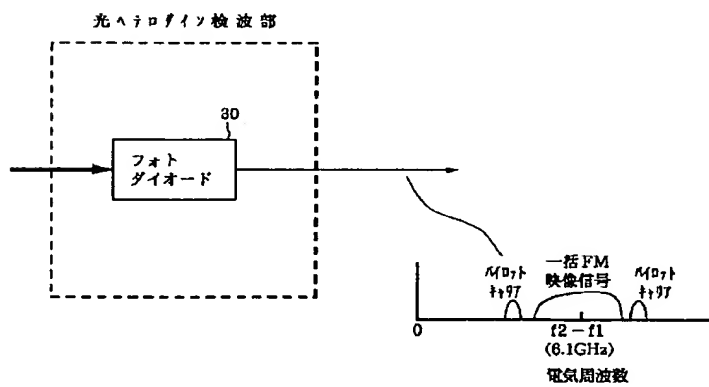 光ヘテロダイン検波部
30
フォト
ダイオード
パイロット
キャリア
一括FM
映像信号
パイロット
キャリア
0
f2－f1
(6.1GHz)
電気周波数